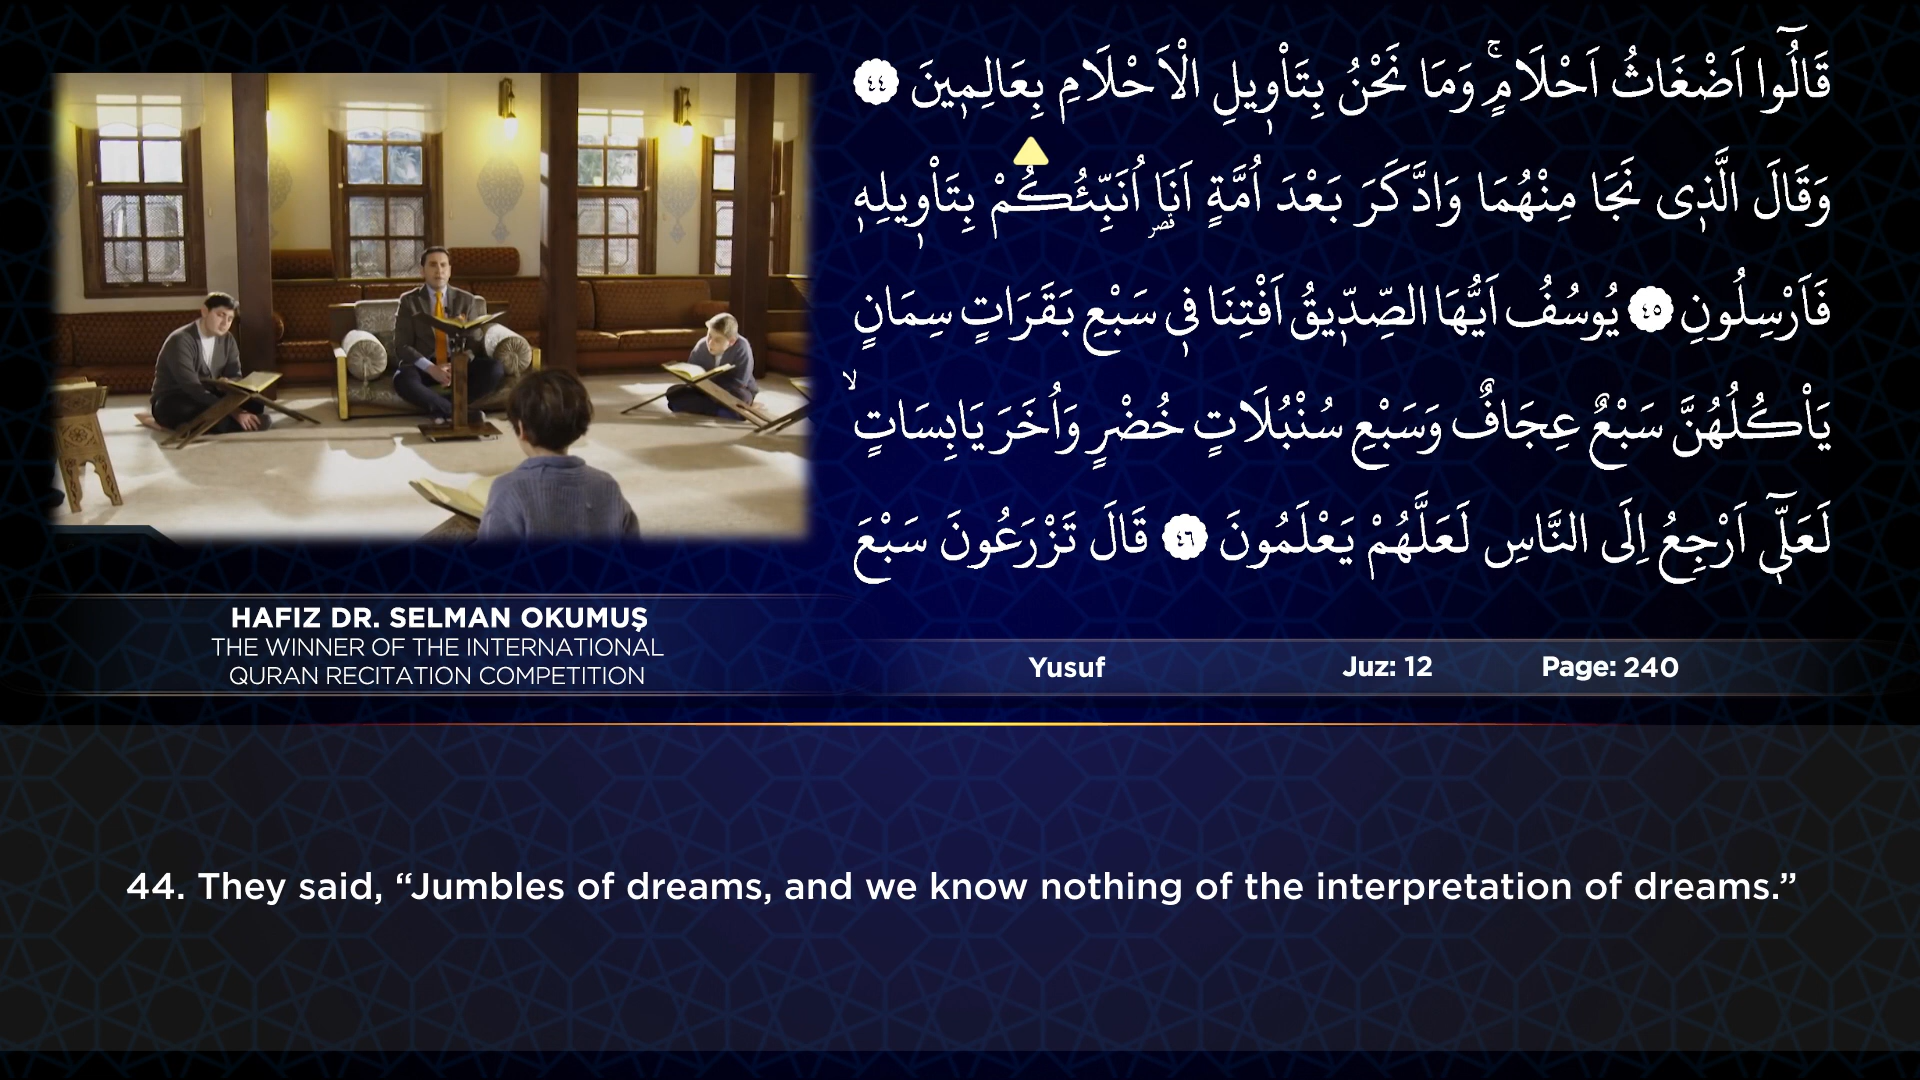 قَالُٓوا اَضْغَاثُ اَحْلَامٍۚ وَمَا نَحْنُ بِتَأْوٖيلِ الْاَحْلَامِ بِعَالِمٖينَ ﴿٤٤﴾
وَقَالَ الَّذٖى نَجَا مِنْهُمَا وَادَّكَرَ بَعْدَ اُمَّةٍ اَنَا۬ اُنَبِّئُكُمْ بِتَأْوٖيلِهٖ
قصر
فَاَرْسِلُونِ ﴿٤٥﴾ يُوسُفُ اَيُّهَا الصِّدّٖيقُ اَفْتِنَا فٖى سَبْعِ بَقَرَاتٍ سِمَانٍ
يَأْكُلُهُنَّ سَبْعٌ عِجَافٌ وَسَبْعِ سُنْبُلَاتٍ خُضْرٍ وَاُخَرَ يَابِسَاتٍۙ
لَعَلّٖٓى اَرْجِعُ اِلَى النَّاسِ لَعَلَّهُمْ يَعْلَمُونَ ﴿٤٦﴾ قَالَ تَزْرَعُونَ سَبْعَ
HAFIZ DR. SELMAN OKUMUŞ
THE WINNER OF THE INTERNATIONAL
QURAN RECITATION COMPETITION
Yusuf Juz: 12 Page: 240
44. They said, “Jumbles of dreams, and we know nothing of the interpretation of dreams.”